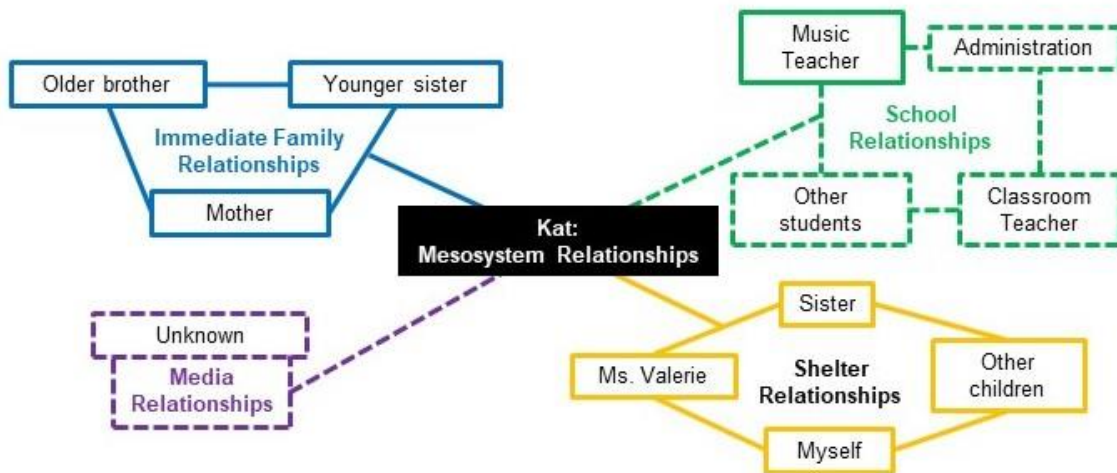 Older brother
Younger sister
Immediate Family
Relationships
Mother
Music
Teacher
Administration
School
Relationships
Other
students
Classroom
Teacher
Kat:
Mesosystem Relationships
Unknown
Media
Relationships
Sister
Ms. Valerie
Shelter
Relationships
Other
children
Myself